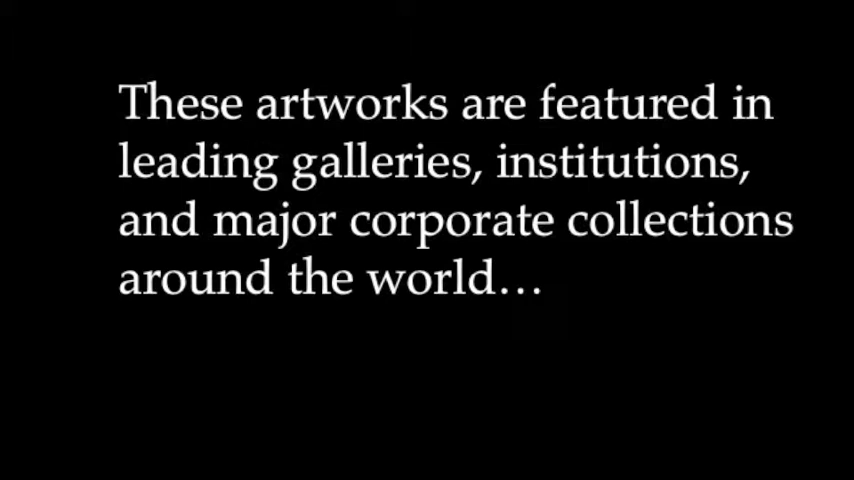 These artworks are featured in
leading galleries, institutions,
and major corporate collections
around the world…